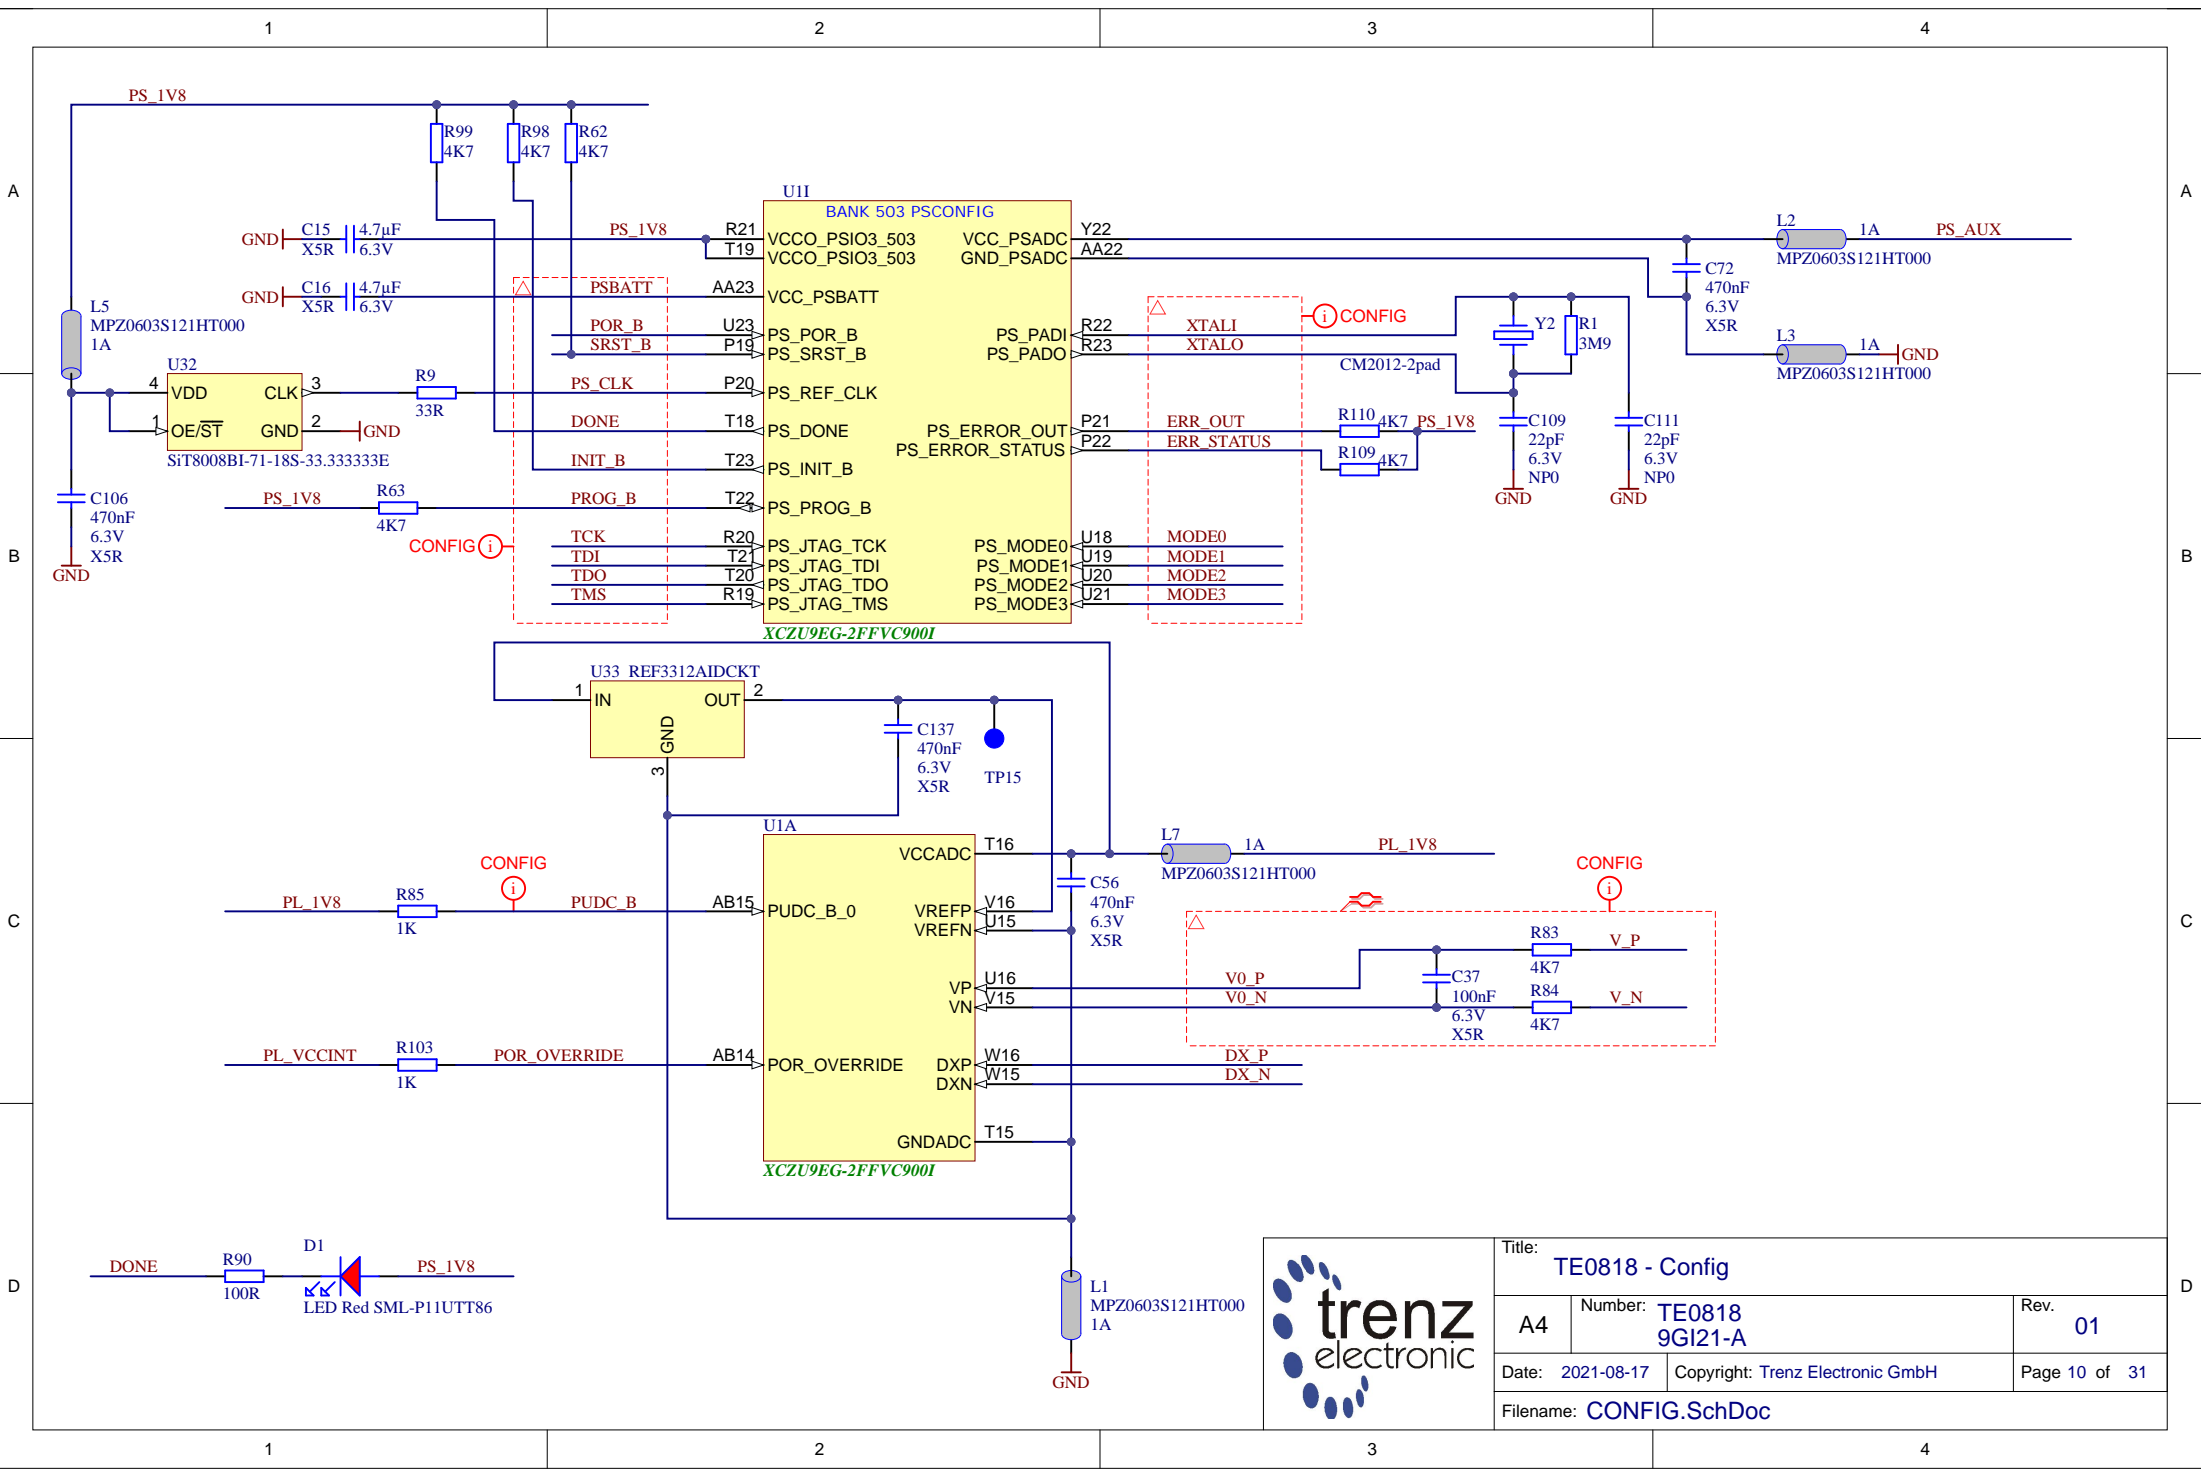 1 2 3 4
A A
B B
C C
D D
1 2 3 4
PS_1V8
R99
4K7
R98
4K7
R62
4K7
GND
C15
X5R
4.7µF
6.3V
PS_1V8
GND
C16
X5R
4.7µF
6.3V
PSBATT
L5
MPZ0603S121HT000
1A
U32
4 VDD
CLK 3
1 OE/ST
GND 2
GND
SiT8008BI-71-18S-33.333333E
C106
470nF
6.3V
X5R
GND
R9
33R
PS_1V8
R63
4K7
CONFIG
i
POR_B
SRST_B
PS_CLK
DONE
INIT_B
PROG_B
TCK
TDI
TDO
TMS
U1I
BANK 503 PSCONFIG
R21 VCCO_PSIO3_503
T19 VCCO_PSIO3_503
AA23 VCC_PSBATT
U23 PS_POR_B
P19 PS_SRST_B
P20 PS_REF_CLK
T18 PS_DONE
T23 PS_INIT_B
T22 PS_PROG_B
R20 PS_JTAG_TCK
T21 PS_JTAG_TDI
T20 PS_JTAG_TDO
R19 PS_JTAG_TMS
VCC_PSADC Y22
GND_PSADC AA22
PS_PADI R22
PS_PADO R23
PS_ERROR_OUT P21
PS_ERROR_STATUS P22
PS_MODE0 U18
PS_MODE1 U19
PS_MODE2 U20
PS_MODE3 U21
XCZU9EG-2FFVC900I
XTALI
XTALO
ERR_OUT
ERR_STATUS
MODE0
MODE1
MODE2
MODE3
i CONFIG
CM2012-2pad
Y2
R1
3M9
R110
4K7
PS_1V8
R109
4K7
C109
22pF
6.3V
NP0
GND
C111
22pF
6.3V
NP0
GND
L2
1A
PS_AUX
MPZ0603S121HT000
C72
470nF
6.3V
X5R
L3
1A
GND
MPZ0603S121HT000
U33 REF3312AIDCKT
1 IN
OUT 2
GND
3
C137
470nF
6.3V
X5R
TP15
U1A
VCCADC T16
AB15 PUDC_B_0
VREFP V16
VREFN U15
VP U16
VN V15
AB14 POR_OVERRIDE
DXP W16
DXN W15
GNDADC T15
XCZU9EG-2FFVC900I
CONFIG
i
PL_1V8
R85
1K
PUDC_B
PL_VCCINT
R103
1K
POR_OVERRIDE
L7
1A
PL_1V8
MPZ0603S121HT000
C56
470nF
6.3V
X5R
CONFIG
i
V0_P
V0_N
C37
100nF
6.3V
X5R
R83
4K7
V_P
R84
4K7
V_N
DX_P
DX_N
L1
MPZ0603S121HT000
1A
GND
DONE
R90
100R
D1
PS_1V8
LED Red SML-P11UTT86
trenz
electronic
Title:
TE0818 - Config
A4
Number: TE0818
9GI21-A
Rev.
01
Date: 2021-08-17
Copyright: Trenz Electronic GmbH
Page 10 of 31
Filename: CONFIG.SchDoc